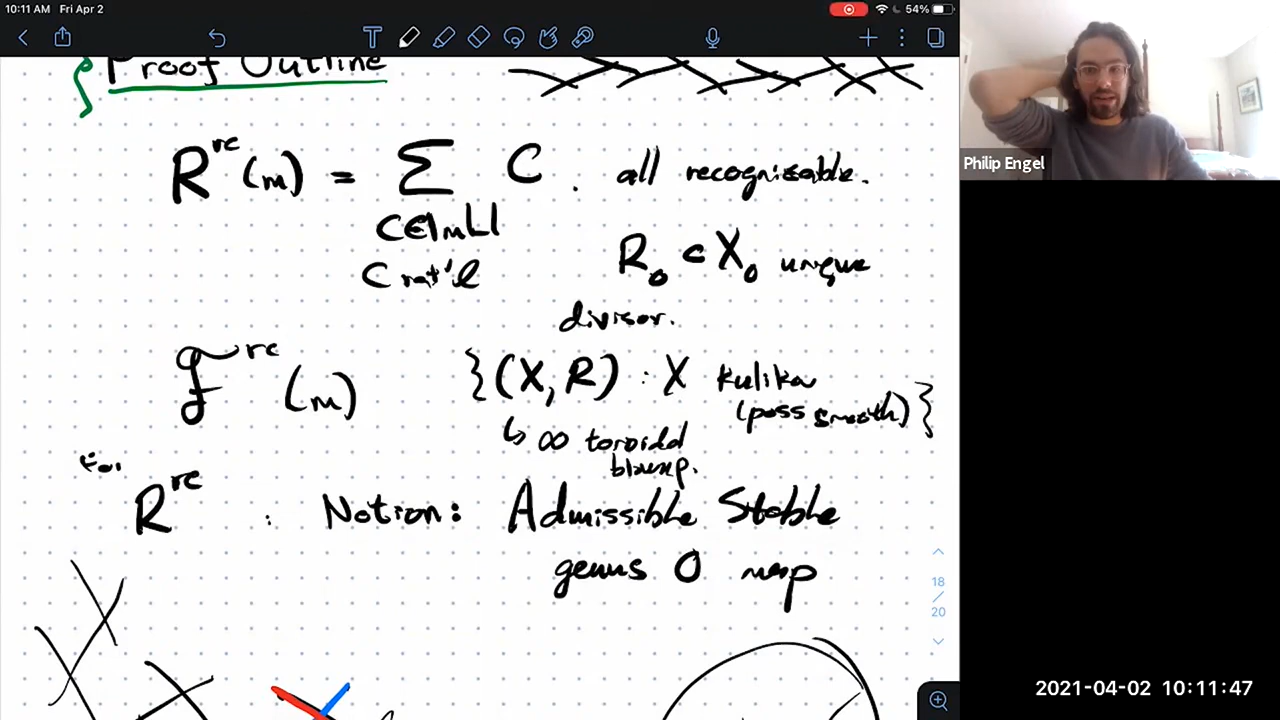 10:11 AM Fri Apr 2
54%
Proof Outline
R^rc (m) = Σ C . all recognizable.
C∈|mL|
C rat'l
R₀ ⊂ X₀ unique
divisor.
F^rc (m) {(X, R) : X Kulikov
(poss smooth)}
↳ ∞ toroidal
blowup.
For
R^rc : Notion: Admissible Stable
genus 0 map
18
/
20
Philip Engel
2021-04-02 10:11:47